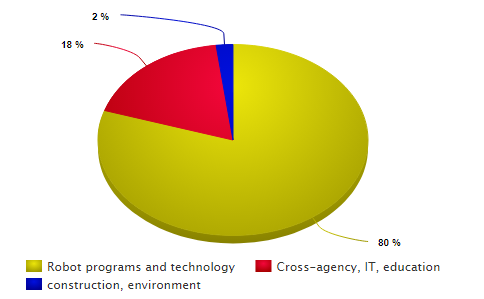 2 %
18 %
80 %
Robot programs and technology
Cross-agency, IT, education
construction, environment